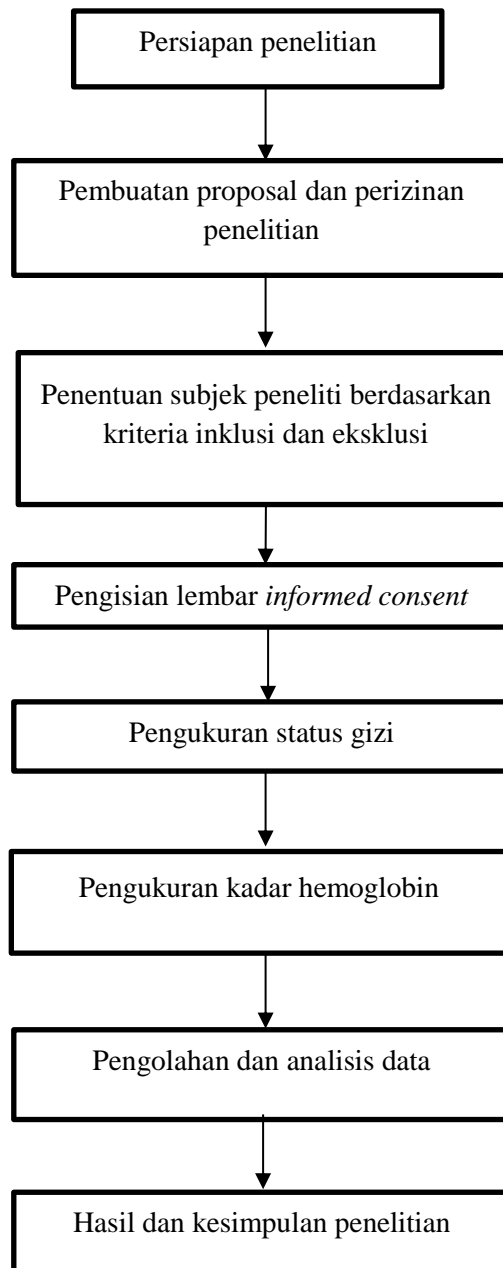 Persiapan penelitian
Pembuatan proposal dan perizinan
penelitian
Penentuan subjek peneliti berdasarkan
kriteria inklusi dan eksklusi
Pengisian lembar informed consent
Pengukuran status gizi
Pengukuran kadar hemoglobin
Pengolahan dan analisis data
Hasil dan kesimpulan penelitian